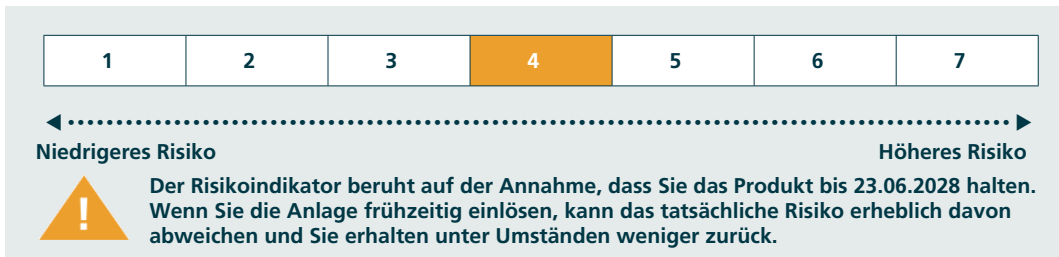 1 2 3 4 5 6 7
Niedrigeres Risiko Höheres Risiko
! Der Risikoindikator beruht auf der Annahme, dass Sie das Produkt bis 23.06.2028 halten.
Wenn Sie die Anlage frühzeitig einlösen, kann das tatsächliche Risiko erheblich davon
abweichen und Sie erhalten unter Umständen weniger zurück.